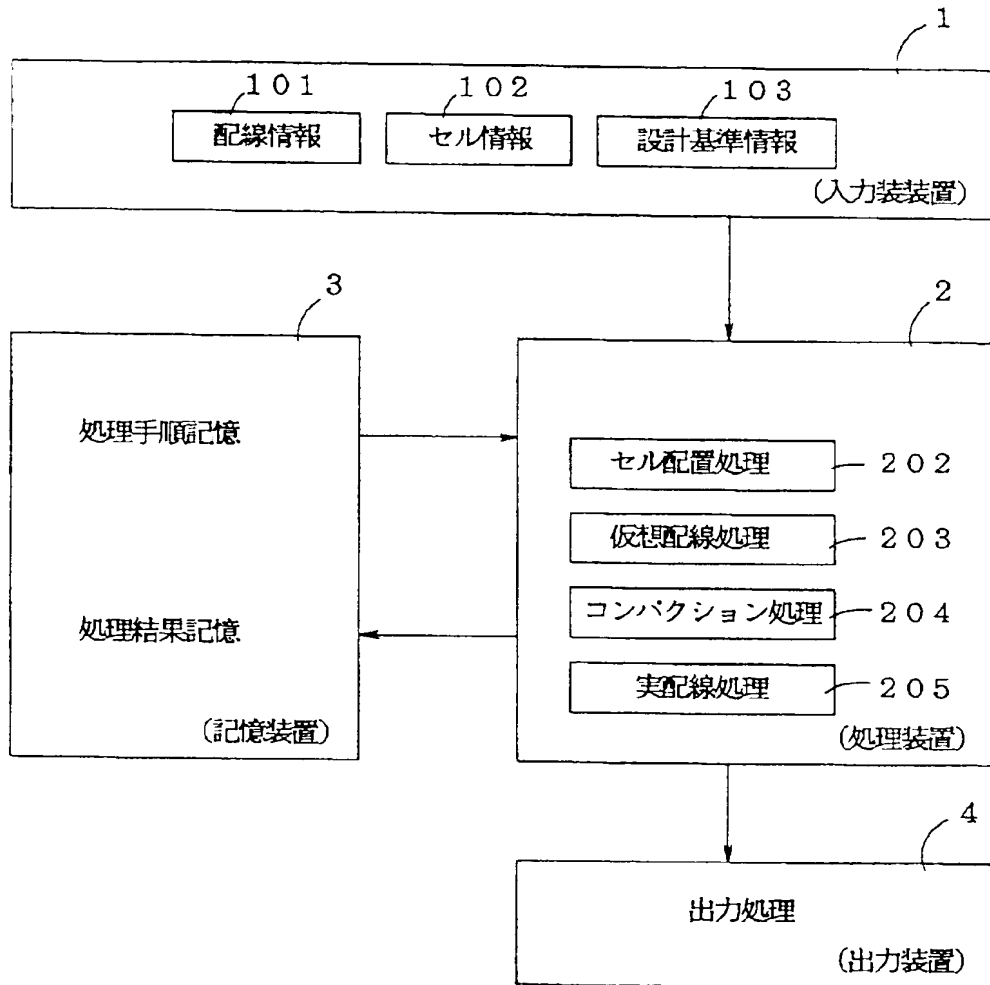 1
101 102 103
配線情報 セル情報 設計基準情報
(入力装装置)
3 2
処理手順記憶
セル配置処理 202
仮想配線処理 203
コンパクション処理 204
処理結果記憶
実配線処理 205
(記憶装置) (処理装置)
4
出力処理
(出力装置)